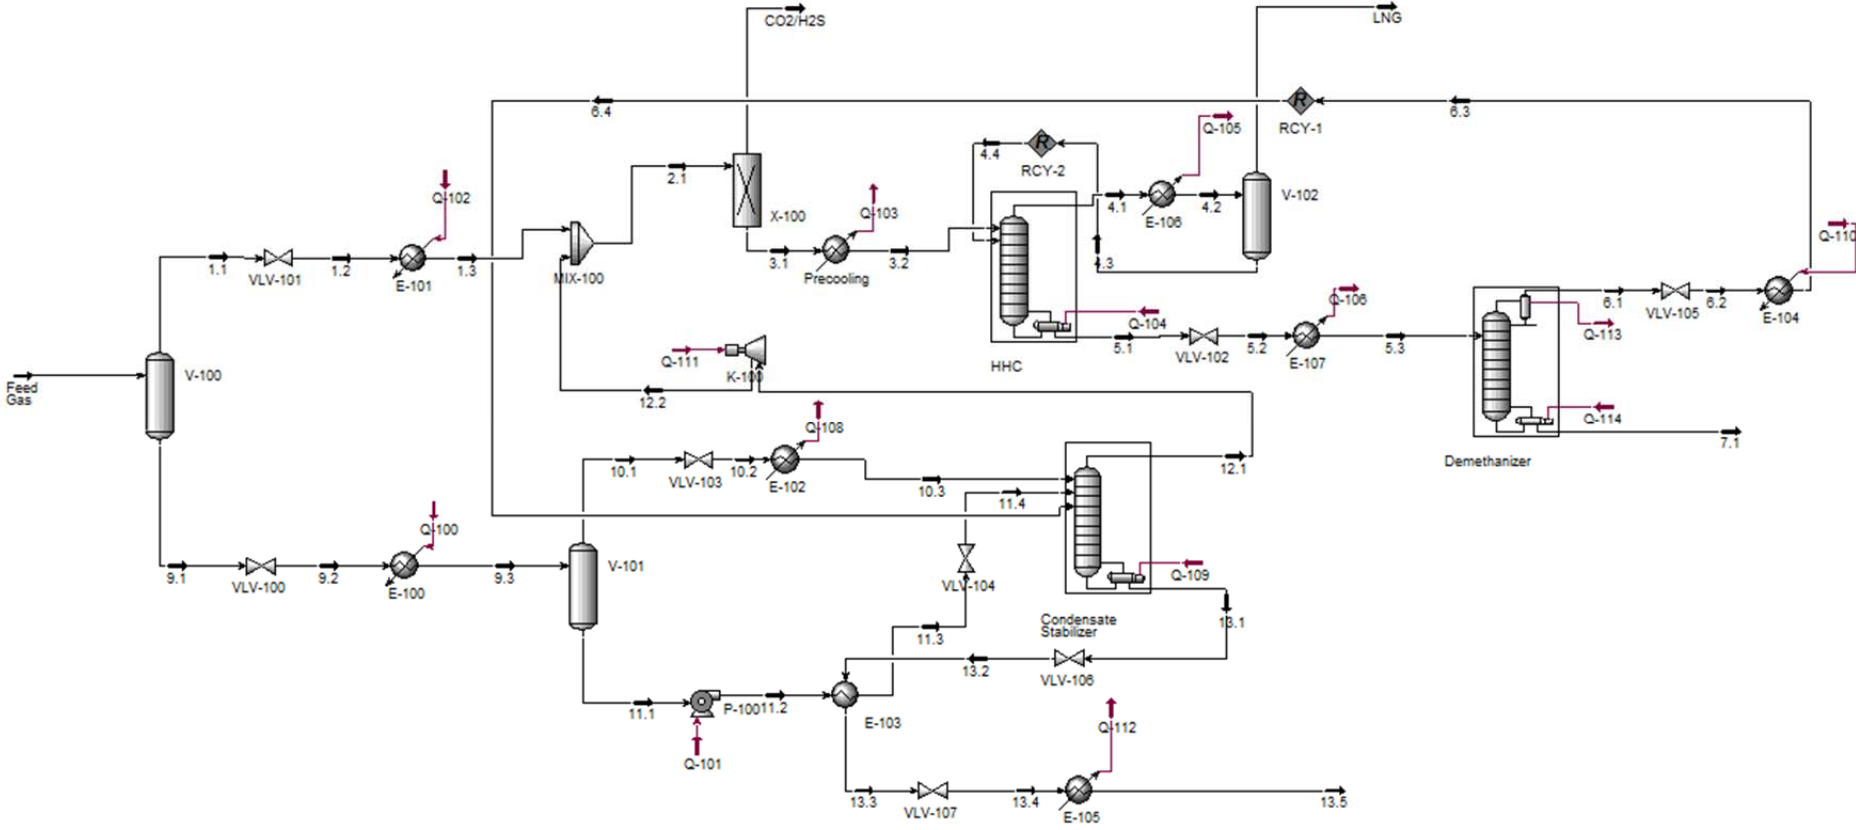 CO2/H2S
LNG
6.4
RCY-1
6.3
Q-105
4.4
RCY-2
2.1
X-100
Q-102
Q-103
4.1
E-106
4.2
V-102
Q-110
1.1
VLV-101
1.2
E-101
1.3
MIX-100
3.1
Precooling
3.2
4.3
Q-106
6.1
VLV-105
6.2
E-104
Q-104
5.1
VLV-102
5.2
E-107
5.3
Q-113
HHC
Feed
Gas
V-100
Q-111
K-100
12.2
Q-114
7.1
Demethanizer
Q-108
10.1
VLV-103
10.2
E-102
10.3
11.4
12.1
Q-100
9.1
VLV-100
9.2
E-100
9.3
V-101
VLV-104
Q-109
Condensate
Stabilizer
13.1
11.3
13.2
VLV-106
11.1
P-100
11.2
E-103
Q-101
Q-112
13.3
VLV-107
13.4
E-105
13.5